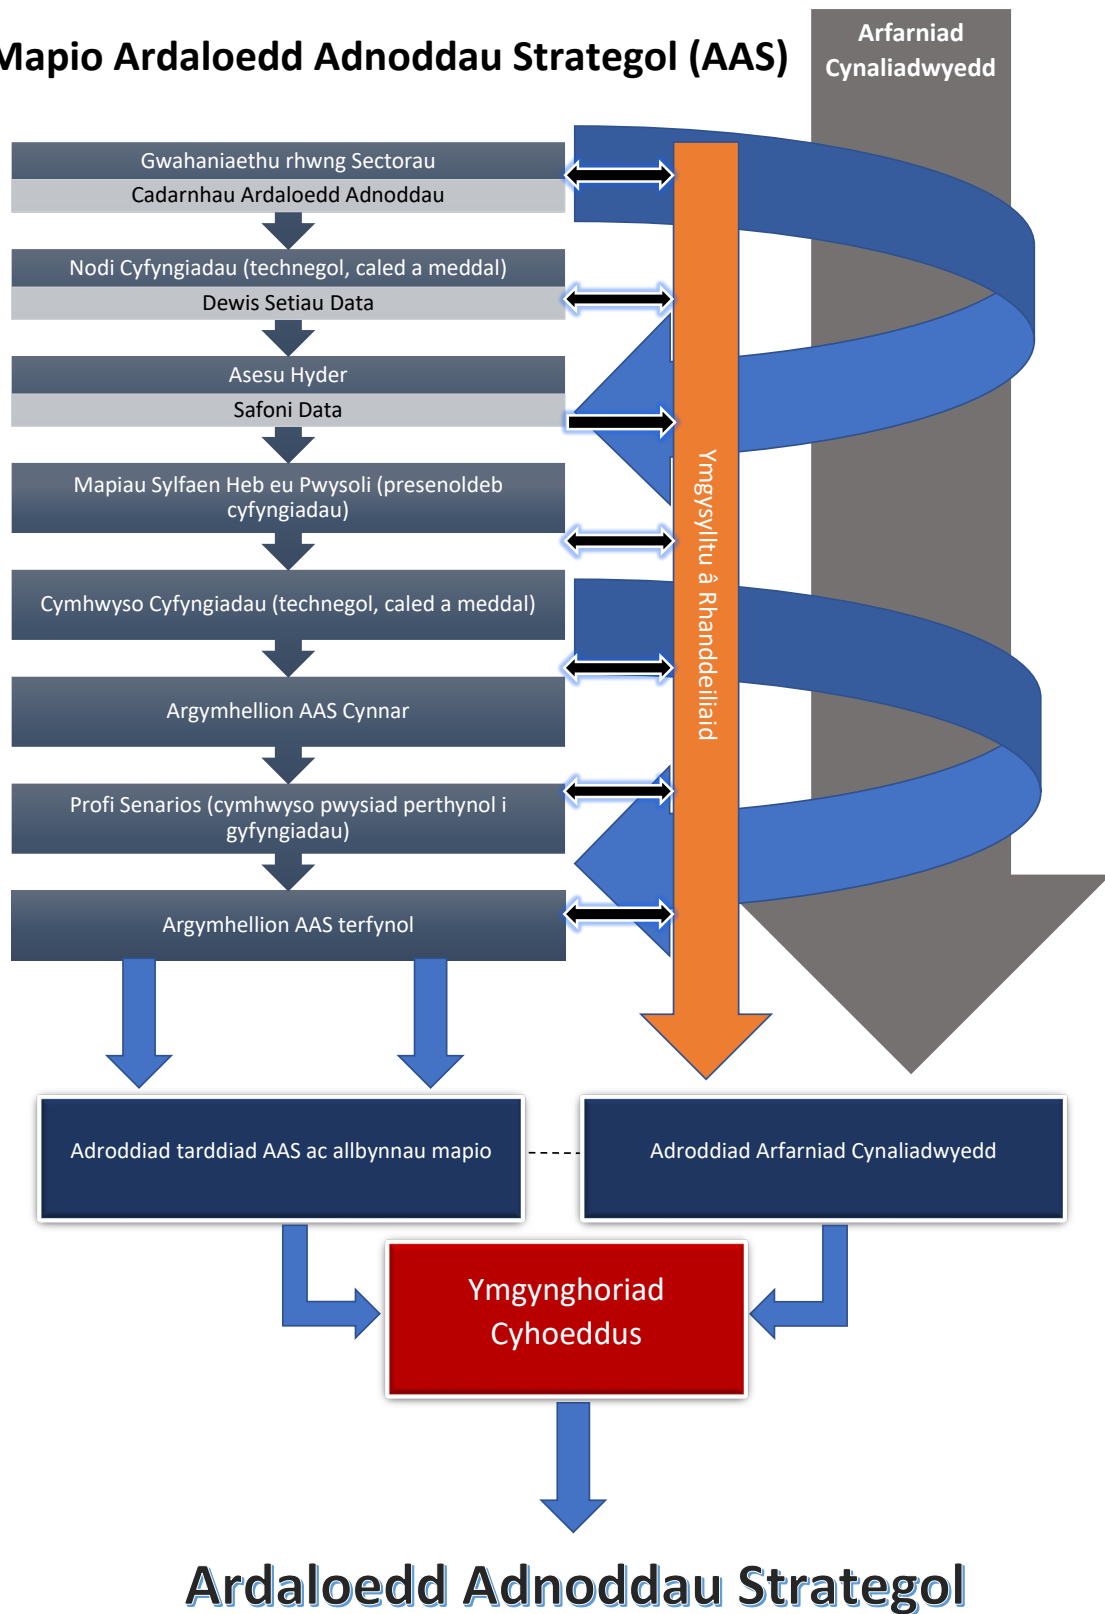 Mapio Ardaloedd Adnoddau Strategol (AAS)
Arfarniad
Cynaliadwyedd
Gwahaniaethu rhwng Sectorau
Cadarnhau Ardaloedd Adnoddau
Nodi Cyfyngiadau (technegol, caled a meddal)
Dewis Setiau Data
Asesu Hyder
Safoni Data
Mapiau Sylfaen Heb eu Pwysoli (presenoldeb
cyfyngiadau)
Cymhwyso Cyfyngiadau (technegol, caled a meddal)
Argymhellion AAS Cynnar
Profi Senarios (cymhwyso pwysiad perthynol i
gyfyngiadau)
Argymhellion AAS terfynol
Ymgysylltu â Rhanddeiliaid
Adroddiad tarddiad AAS ac allbynnau mapio
Adroddiad Arfarniad Cynaliadwyedd
Ymgynghoriad
Cyhoeddus
Ardaloedd Adnoddau Strategol